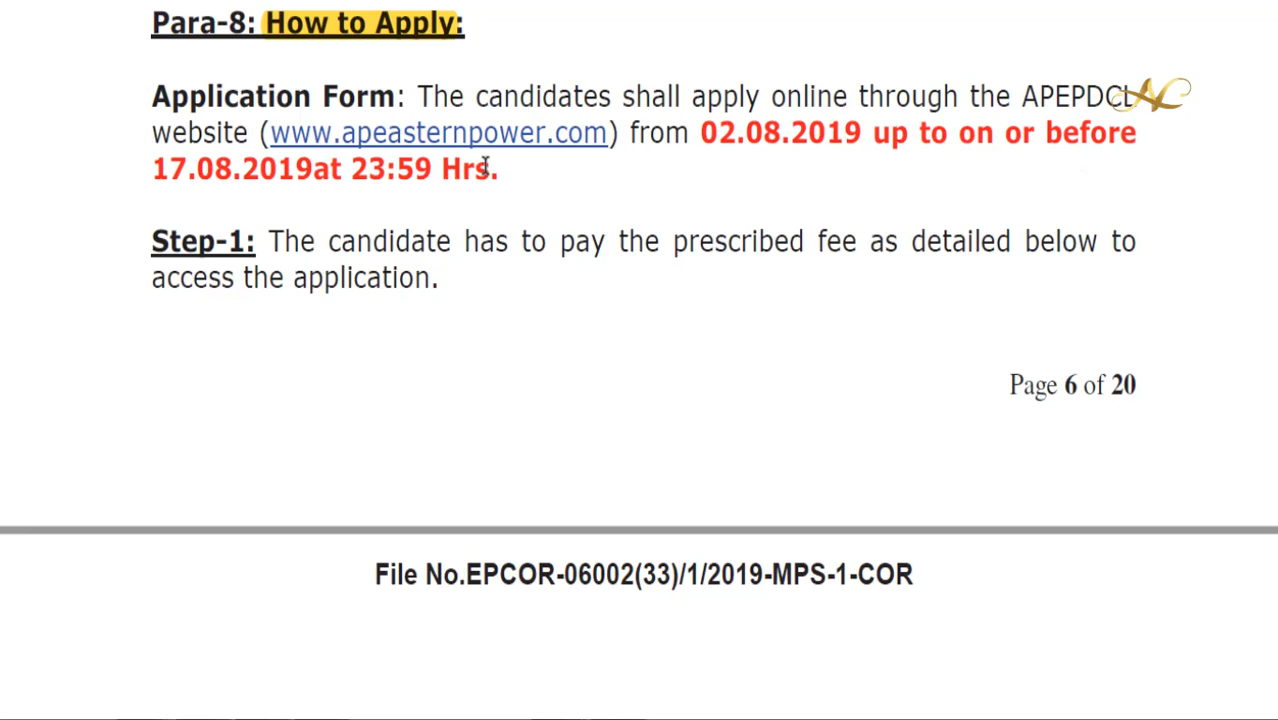 Para-8: How to Apply:
Application Form: The candidates shall apply online through the APEPDCL
website (www.apeasternpower.com) from 02.08.2019 up to on or before
17.08.2019at 23:59 Hrs.
Step-1: The candidate has to pay the prescribed fee as detailed below to
access the application.
Page 6 of 20
File No.EPCOR-06002(33)/1/2019-MPS-1-COR